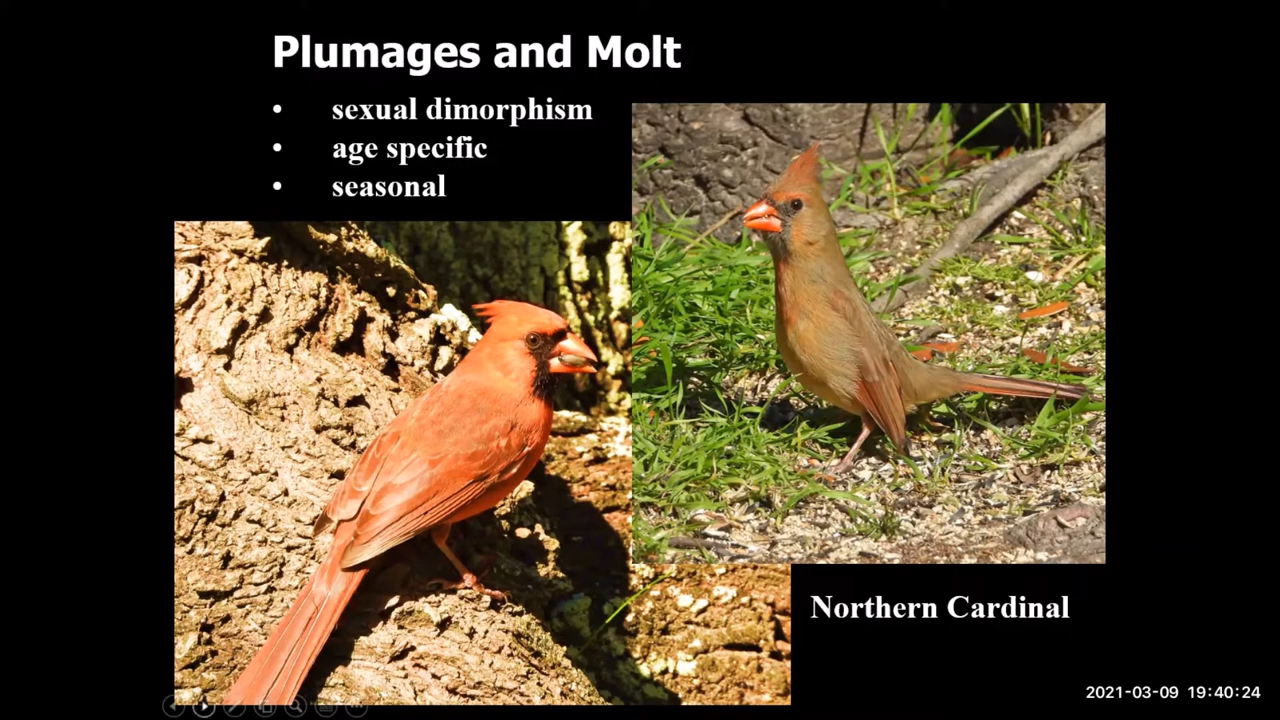 Plumages and Molt
• sexual dimorphism
• age specific
• seasonal
Northern Cardinal
2021-03-09 19:40:24